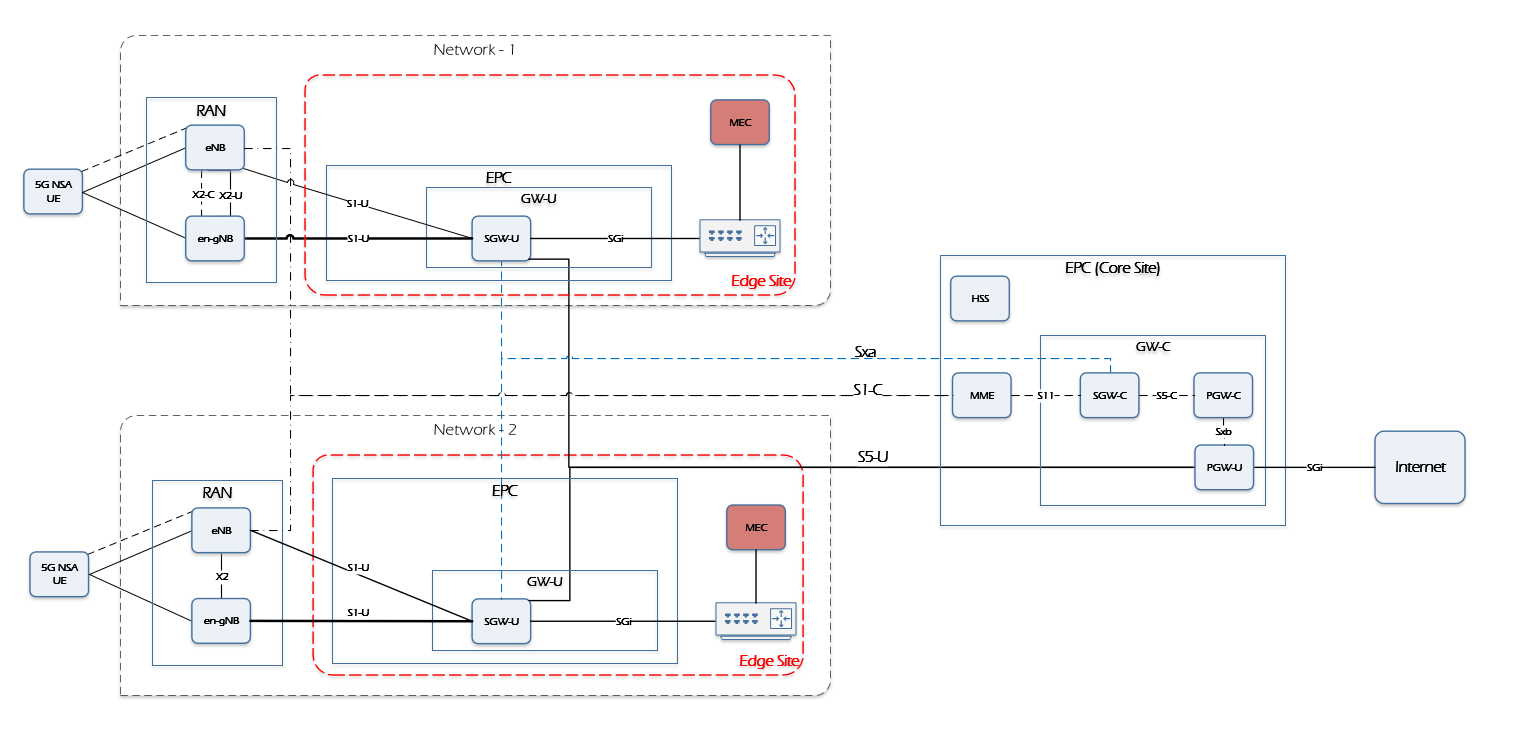 Network - 1
RAN
eNB
5G NSA
UE
X2-C
X2-U
en-gNB
S1-U
S1-U
EPC
GW-U
SGW-U
SGi
MEC
Edge Site
EPC (Core Site)
HSS
GW-C
Sxa
S1-C
MME
S11
SGW-C
S5-C
PGW-C
Sxb
S5-U
PGW-U
SGi
Internet
Network - 2
RAN
eNB
5G NSA
UE
X2
en-gNB
S1-U
S1-U
EPC
GW-U
SGW-U
SGi
MEC
Edge Site